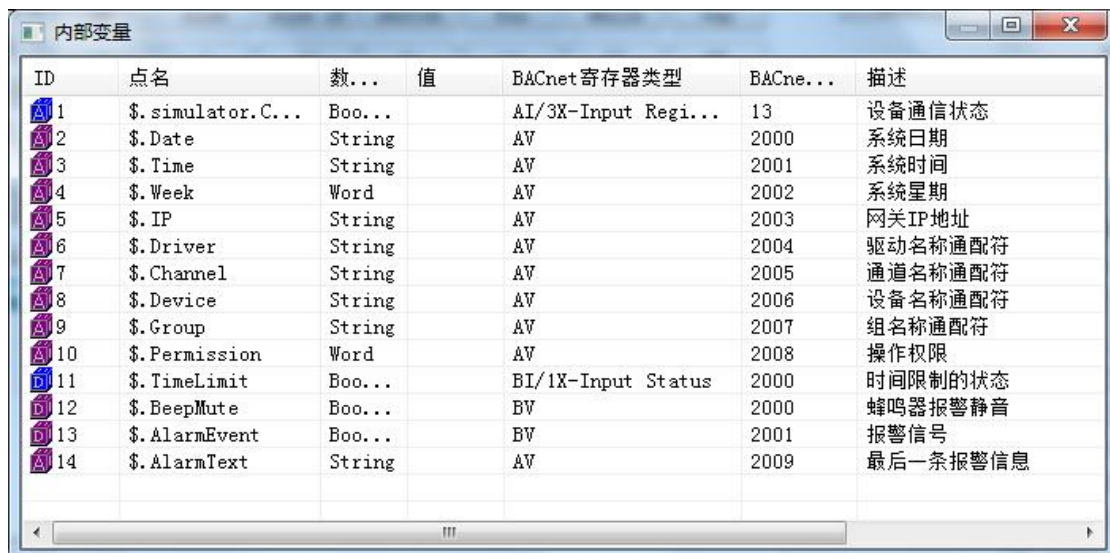 内部变量
ID 点名 数... 值 BACnet寄存器类型 BACne... 描述
1 $.simulator.C... Boo... AI/3X-Input Regi... 13 设备通信状态
2 $.Date String AV 2000 系统日期
3 $.Time String AV 2001 系统时间
4 $.Week Word AV 2002 系统星期
5 $.IP String AV 2003 网关IP地址
6 $.Driver String AV 2004 驱动名称通配符
7 $.Channel String AV 2005 通道名称通配符
8 $.Device String AV 2006 设备名称通配符
9 $.Group String AV 2007 组名称通配符
10 $.Permission Word AV 2008 操作权限
11 $.TimeLimit Boo... BI/1X-Input Status 2000 时间限制的状态
12 $.BeepMute Boo... BV 2000 蜂鸣器报警静音
13 $.AlarmEvent Boo... BV 2001 报警信号
14 $.AlarmText String AV 2009 最后一条报警信息